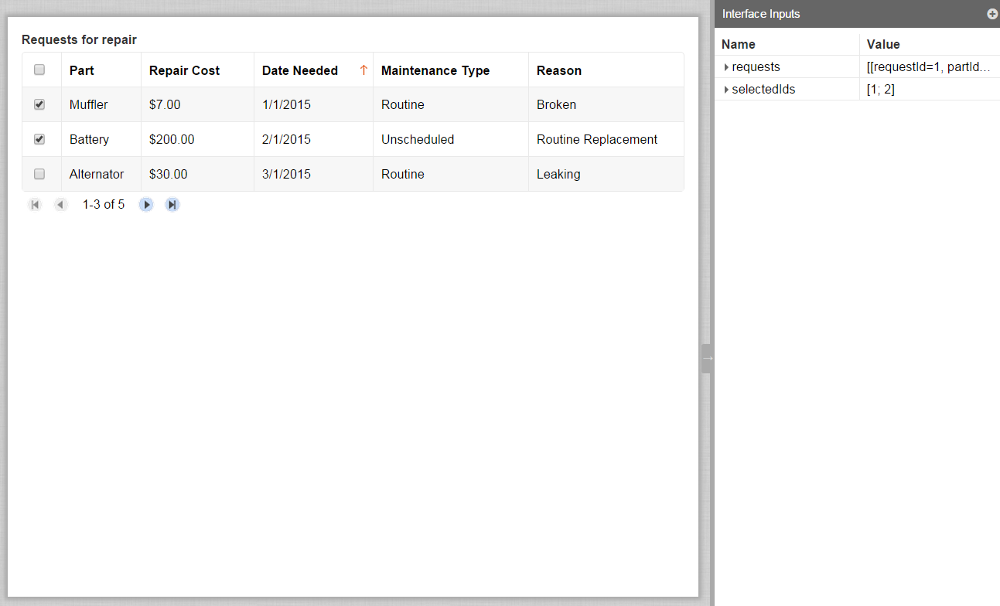 Requests for repair
Part Repair Cost Date Needed Maintenance Type Reason
Muffler $7.00 1/1/2015 Routine Broken
Battery $200.00 2/1/2015 Unscheduled Routine Replacement
Alternator $30.00 3/1/2015 Routine Leaking
1-3 of 5
Interface Inputs
Name Value
requests [[requestId=1, partId...
selectedIds [1; 2]